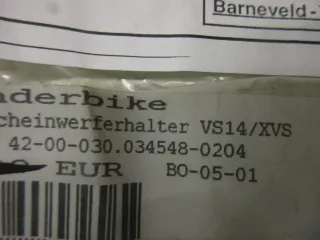 Barneveld-
nderbike
cheinwerferhalter VS14/XVS
42-00-030.034548-0204
EUR BO-05-01